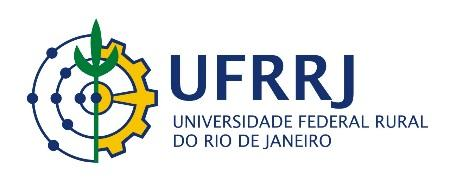 UFRRJ
UNIVERSIDADE FEDERAL RURAL
DO RIO DE JANEIRO